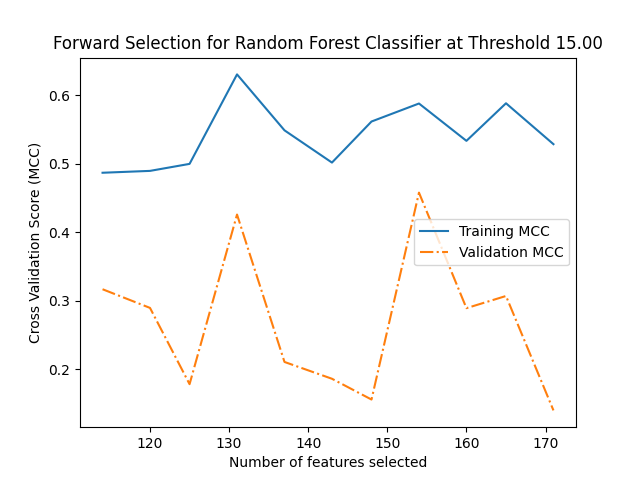 Forward Selection for Random Forest Classifier at Threshold 15.00
Cross Validation Score (MCC)
0.6
0.5
0.4
0.3
0.2
Training MCC
Validation MCC
120 130 140 150 160 170
Number of features selected